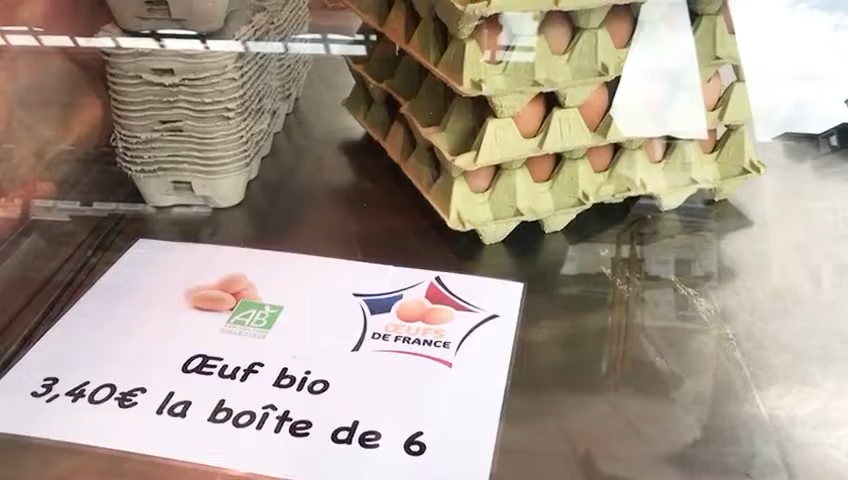 AB
ŒUFS
DE FRANCE
Œuf bio
3,40€ la boîte de 6